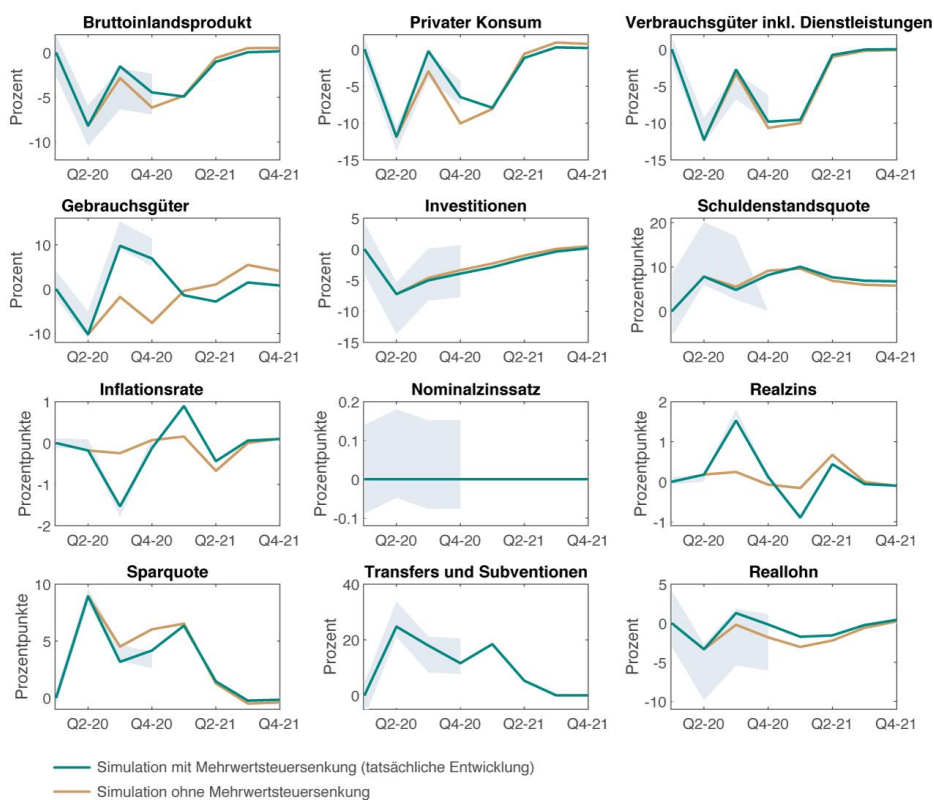 Bruttoinlandsprodukt
Prozent
0
-5
-10
Q2-20 Q4-20 Q2-21 Q4-21
Privater Konsum
Prozent
0
-5
-10
-15
Q2-20 Q4-20 Q2-21 Q4-21
Verbrauchsgüter inkl. Dienstleistungen
Prozent
0
-5
-10
-15
Q2-20 Q4-20 Q2-21 Q4-21
Gebrauchsgüter
Prozent
10
0
-10
Q2-20 Q4-20 Q2-21 Q4-21
Investitionen
Prozent
5
0
-5
-10
-15
Q2-20 Q4-20 Q2-21 Q4-21
Schuldenstandsquote
Prozentpunkte
20
10
0
Q2-20 Q4-20 Q2-21 Q4-21
Inflationsrate
Prozentpunkte
1
0
-1
-2
Q2-20 Q4-20 Q2-21 Q4-21
Nominalzinssatz
Prozentpunkte
0.2
0.1
0
-0.1
Q2-20 Q4-20 Q2-21 Q4-21
Realzins
Prozentpunkte
2
1
0
-1
Q2-20 Q4-20 Q2-21 Q4-21
Sparquote
Prozentpunkte
10
5
0
Q2-20 Q4-20 Q2-21 Q4-21
Transfers und Subventionen
Prozent
40
20
0
Q2-20 Q4-20 Q2-21 Q4-21
Reallohn
Prozent
5
0
-5
-10
Q2-20 Q4-20 Q2-21 Q4-21
Simulation mit Mehrwertsteuersenkung (tatsächliche Entwicklung)
Simulation ohne Mehrwertsteuersenkung